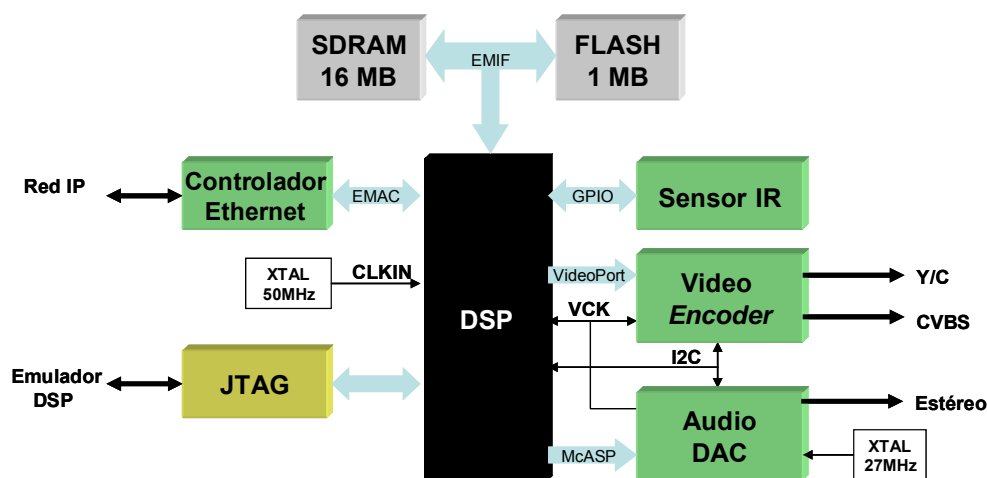 SDRAM
16 MB
EMIF
FLASH
1 MB
Red IP
Controlador
Ethernet
EMAC
GPIO
Sensor IR
XTAL
50MHz
CLKIN
DSP
VideoPort
Video
Encoder
Y/C
CVBS
VCK
I2C
Emulador
DSP
JTAG
McASP
Audio
DAC
Estéreo
XTAL
27MHz